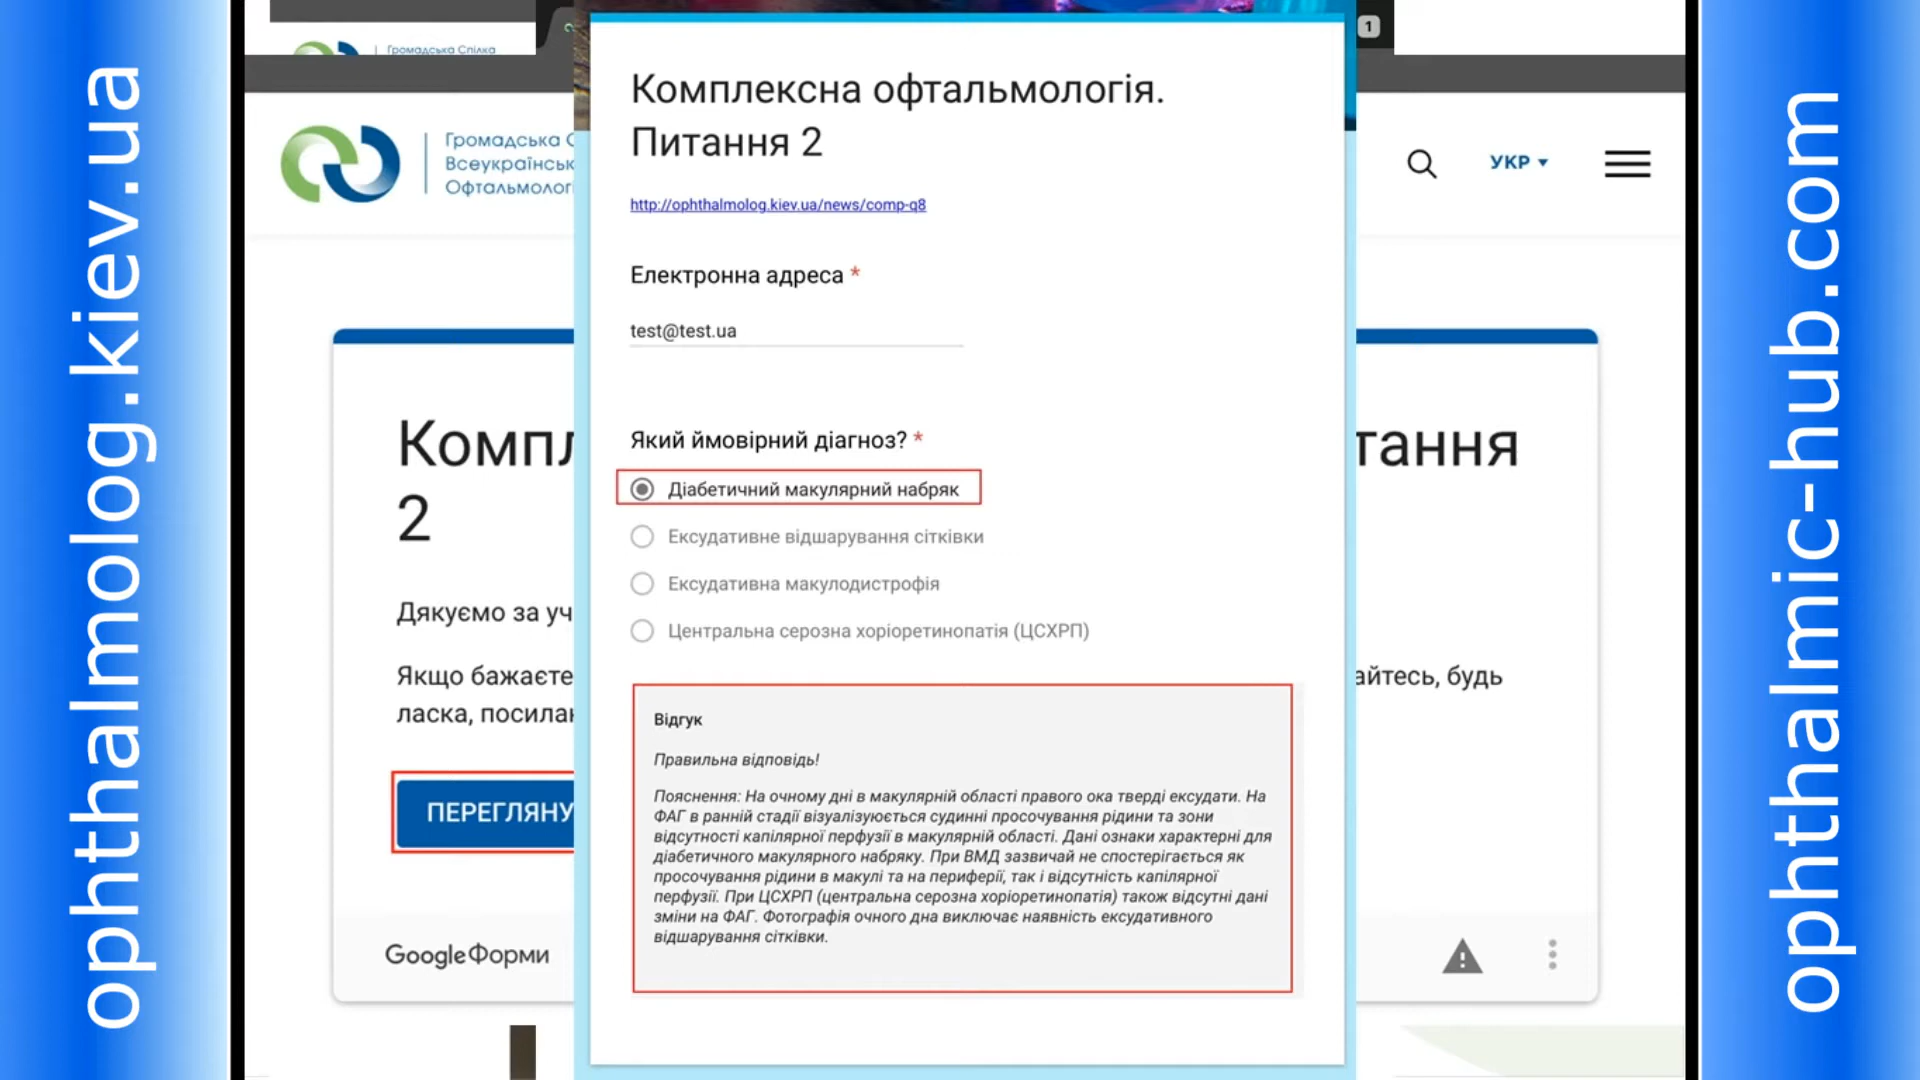 ophthalmolog.kiev.ua
Громадська Спілка
1
Громадська С
Всеукраїнськ
Офтальмолог
УКР
Комплексна офтальмологія.
Питання 2
http://ophthalmolog.kiev.ua/news/comp-q8
Електронна адреса *
test@test.ua
Який ймовірний діагноз? *
Діабетичний макулярний набряк
Ексудативне відшарування сітківки
Ексудативна макулодистрофія
Центральна серозна хоріоретинопатія (ЦСХРП)
Відгук
Правильна відповідь!
Пояснення: На очному дні в макулярній області правого ока тверді ексудати. На
ФАГ в ранній стадії візуалізуюється судинні просочування рідини та зони
відсутності капілярної перфузії в макулярній області. Дані ознаки характерні для
діабетичного макулярного набряку. При ВМД зазвичай не спостерігається як
просочування рідини в макулі та на периферії, так і відсутність капілярної
перфузії. При ЦСХРП (центральна серозна хоріоретинопатія) також відсутні дані
зміни на ФАГ. Фотографія очного дна виключає наявність ексудативного
відшарування сітківки.
Компл
тання
2
Дякуємо за уч
Якщо бажаєте
айтесь, будь
ласка, посилан
ПЕРЕГЛЯНУ
Google Форми
ophthalmic-hub.com